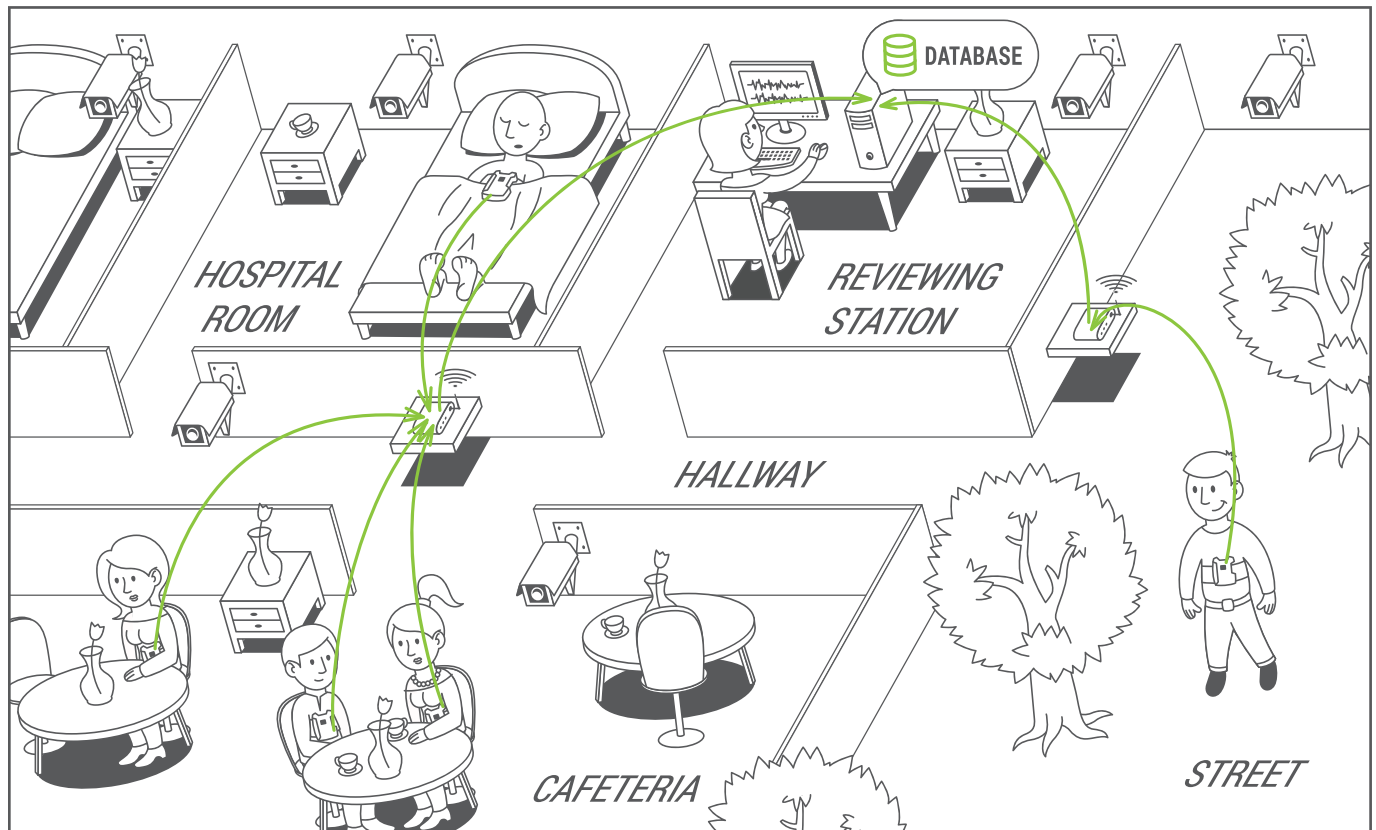 DATABASE
HOSPITAL
ROOM
REVIEWING
STATION
HALLWAY
CAFETERIA
STREET